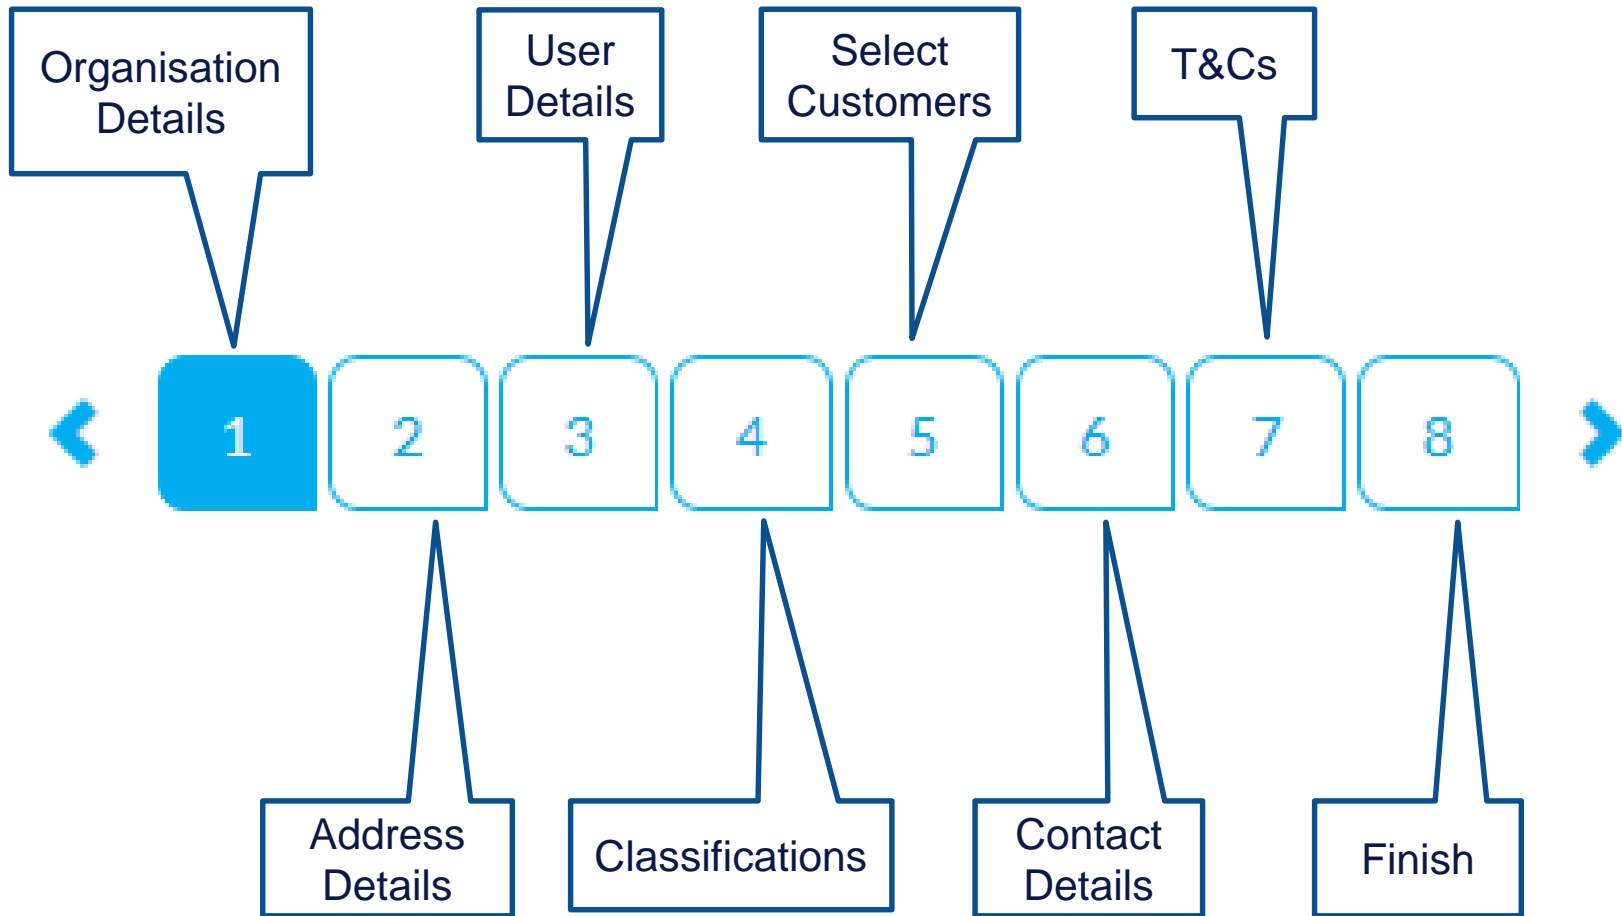 Organisation
Details
User
Details
Select
Customers
T&Cs
1 2 3 4 5 6 7 8
Address
Details
Classifications
Contact
Details
Finish